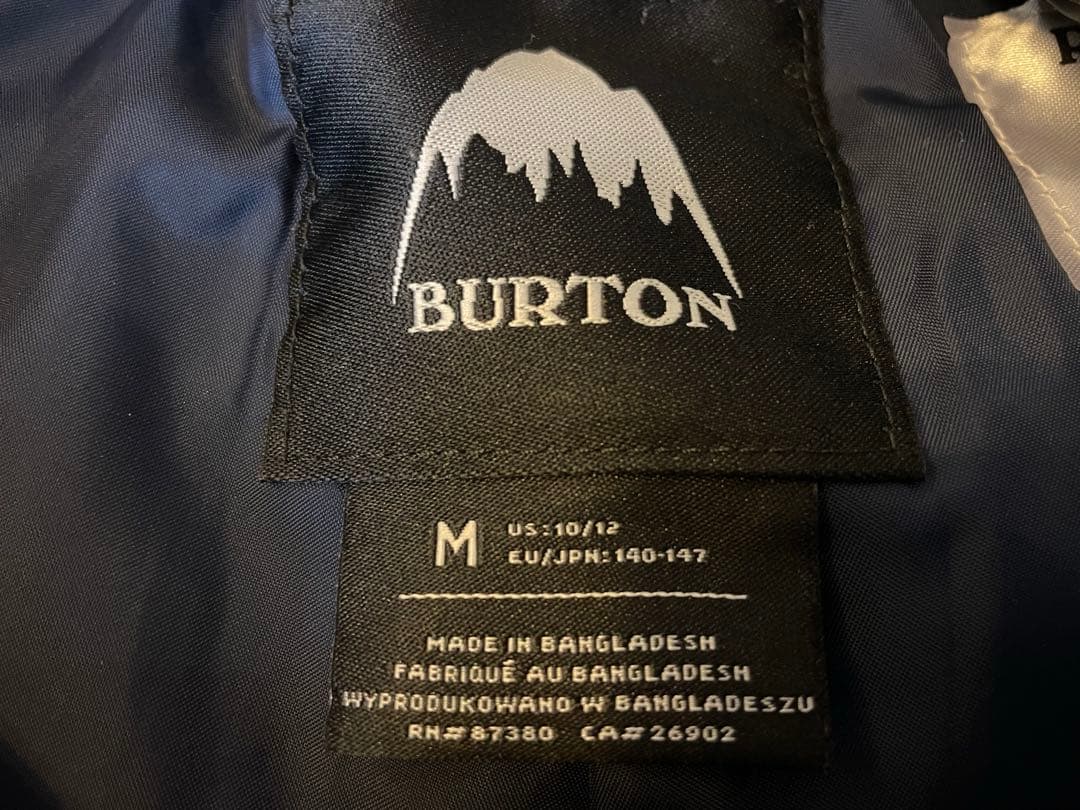 BURTON
M US:10/12
EU/JPN:140-147
MADE IN BANGLADESH
FABRIQUÉ AU BANGLADESH
WYPRODUKOWANO W BANGLADESZU
RN#87380 CA#26902